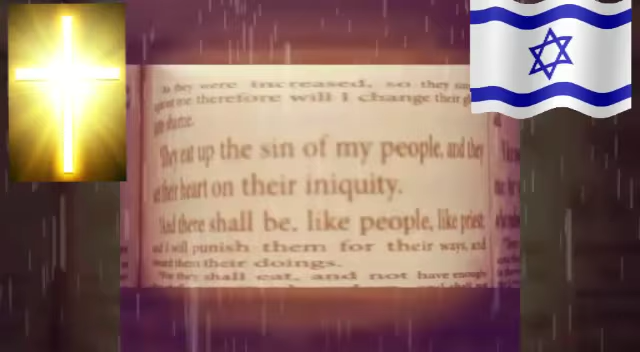 they were increased, so they
me therefore will I change their
They eat up the sin of my people, and they
their heart on their iniquity.
And there shall be, like people, like priest:
and I will punish them for their ways, and
them their doings.
they shall eat, and not have enough